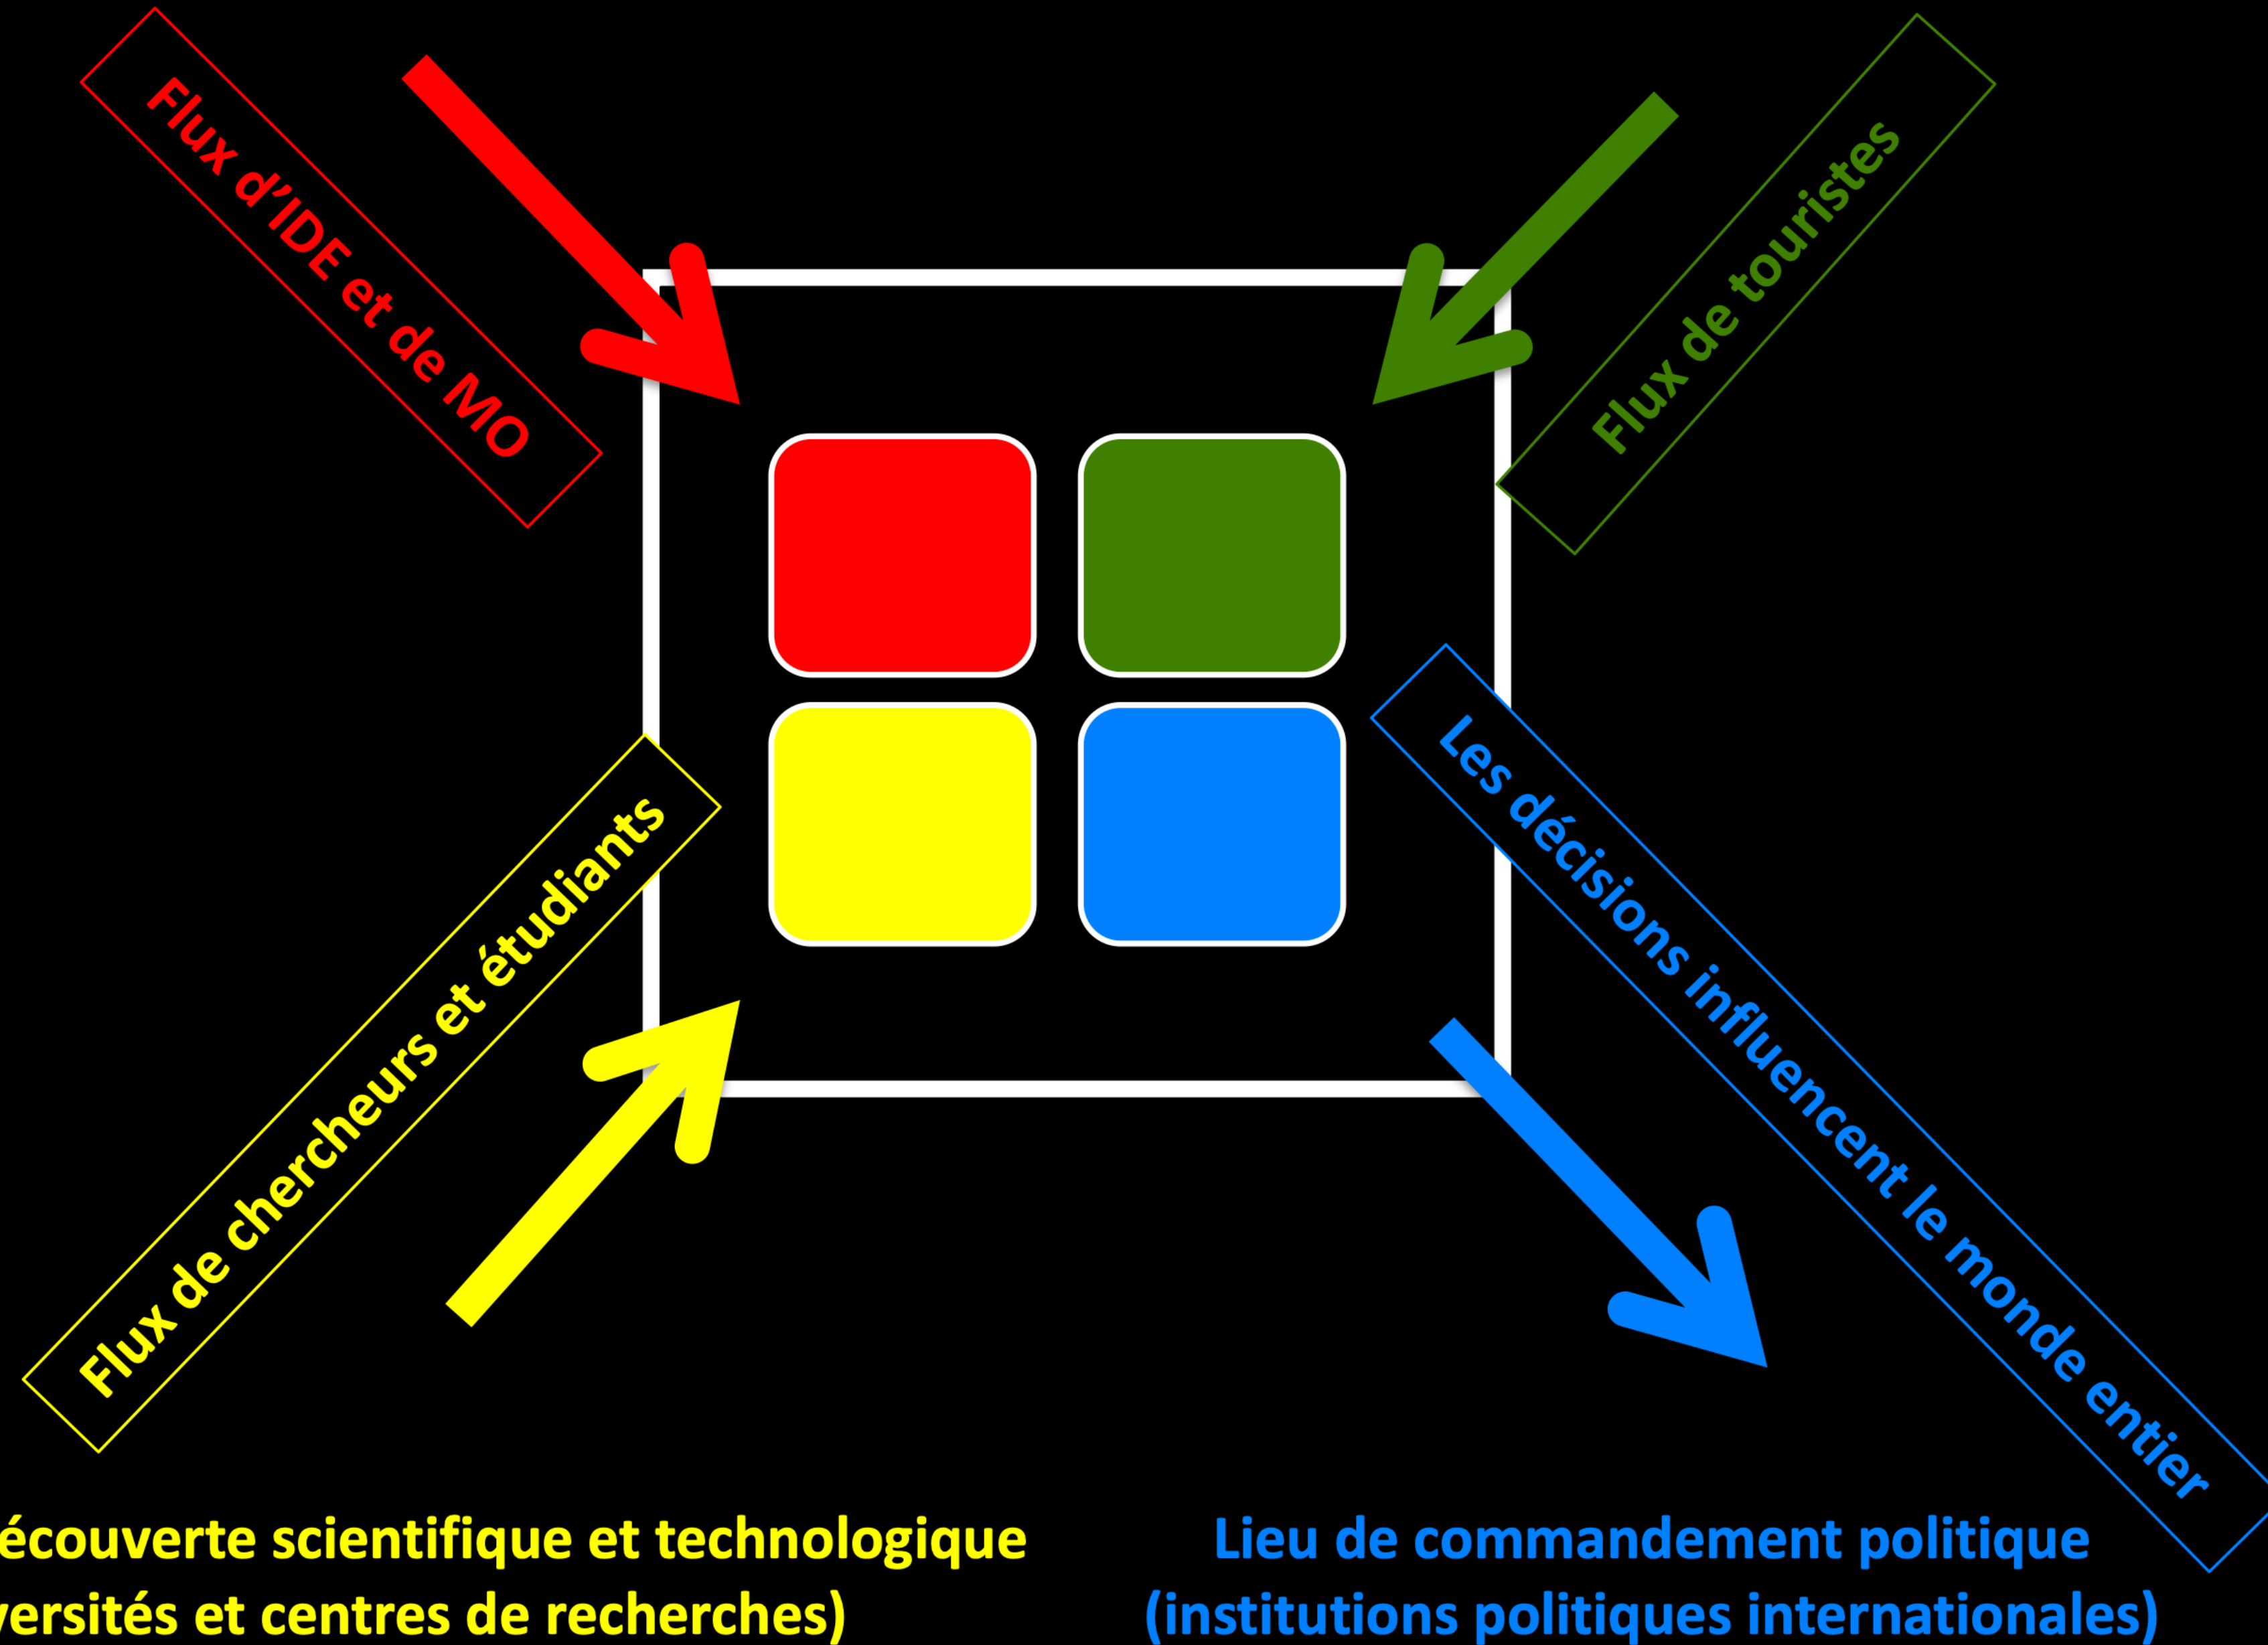 Flux d’IDE et de MO
Flux de touristes
Flux de chercheurs et étudiants
Les décisions influencent le monde entier
écouverte scientifique et technologique
versités et centres de recherches)
Lieu de commandement politique
(institutions politiques internationales)